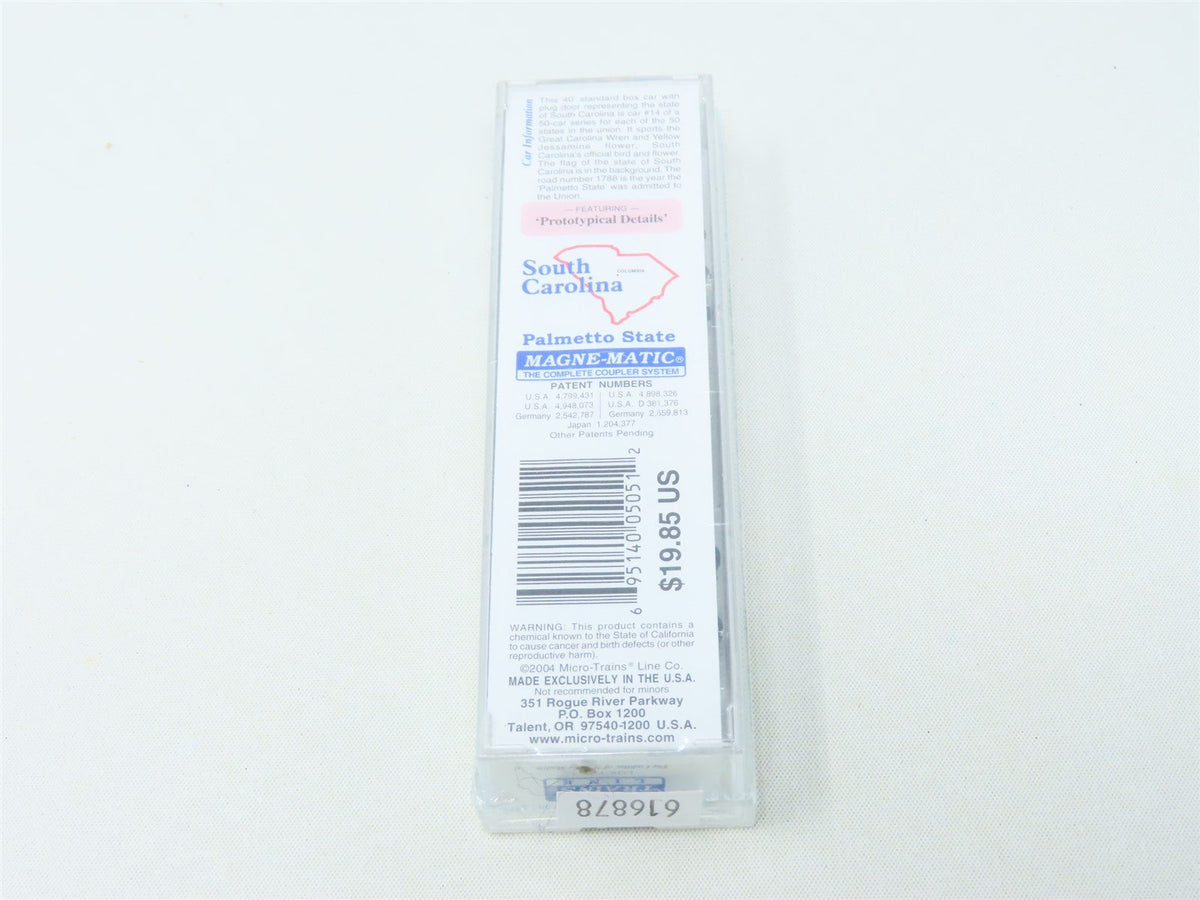 Car Information
This 40' standard box car with
plug door representing the state
of South Carolina is car #14 of a
50-car series for each of the 50
states in the union. It sports the
Great Carolina Wren and Yellow
Jessamine flower, South
Carolina's official bird and flower.
The flag of the state of South
Carolina is in the background. The
road number 1788 is the year the
'Palmetto State' was admitted to
the Union.
— FEATURING —
'Prototypical Details'
South
Carolina
COLUMBIA
Palmetto State
MAGNE-MATIC®
THE COMPLETE COUPLER SYSTEM
PATENT NUMBERS
U.S.A. 4,799,431 | U.S.A. 4,898,326
U.S.A. 4,948,073 | U.S.A. D 361,376
Germany 2,542,787 | Germany 2,659,813
Japan 1,204,377
Other Patents Pending
6 95140 05051 2
$19.85 US
WARNING: This product contains a
chemical known to the State of California
to cause cancer and birth defects (or other
reproductive harm).
©2004 Micro-Trains® Line Co.
MADE EXCLUSIVELY IN THE U.S.A.
Not recommended for minors
351 Rogue River Parkway
P.O. Box 1200
Talent, OR 97540-1200 U.S.A.
www.micro-trains.com
LINE
TRAINS
616878